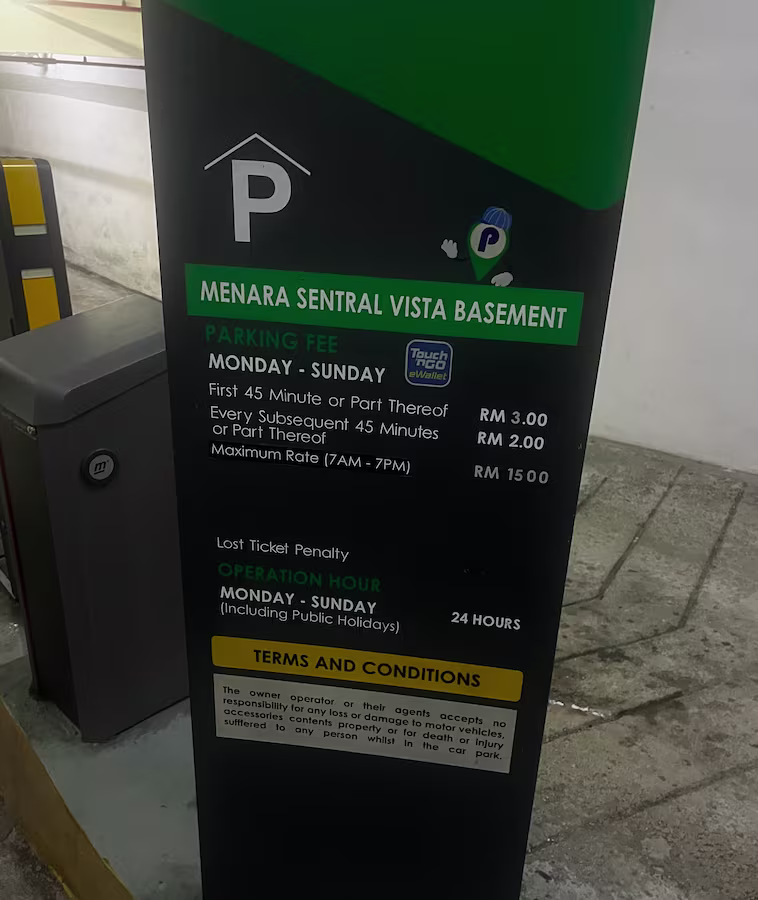 P
P
MENARA SENTRAL VISTA BASEMENT
PARKING FEE
MONDAY - SUNDAY
Touch
'nGO
eWallet
First 45 Minute or Part Thereof RM 3.00
Every Subsequent 45 Minutes RM 2.00
or Part Thereof
Maximum Rate (7AM - 7PM) RM 1500
Lost Ticket Penalty
OPERATION HOUR
MONDAY - SUNDAY
(Including Public Holidays) 24 HOURS
TERMS AND CONDITIONS
The owner operator or their agents accepts no
responsibility for any loss or damage to motor vehicles,
accessories contents property or for death or injury
sufftered to any person whilst in the car park.
m